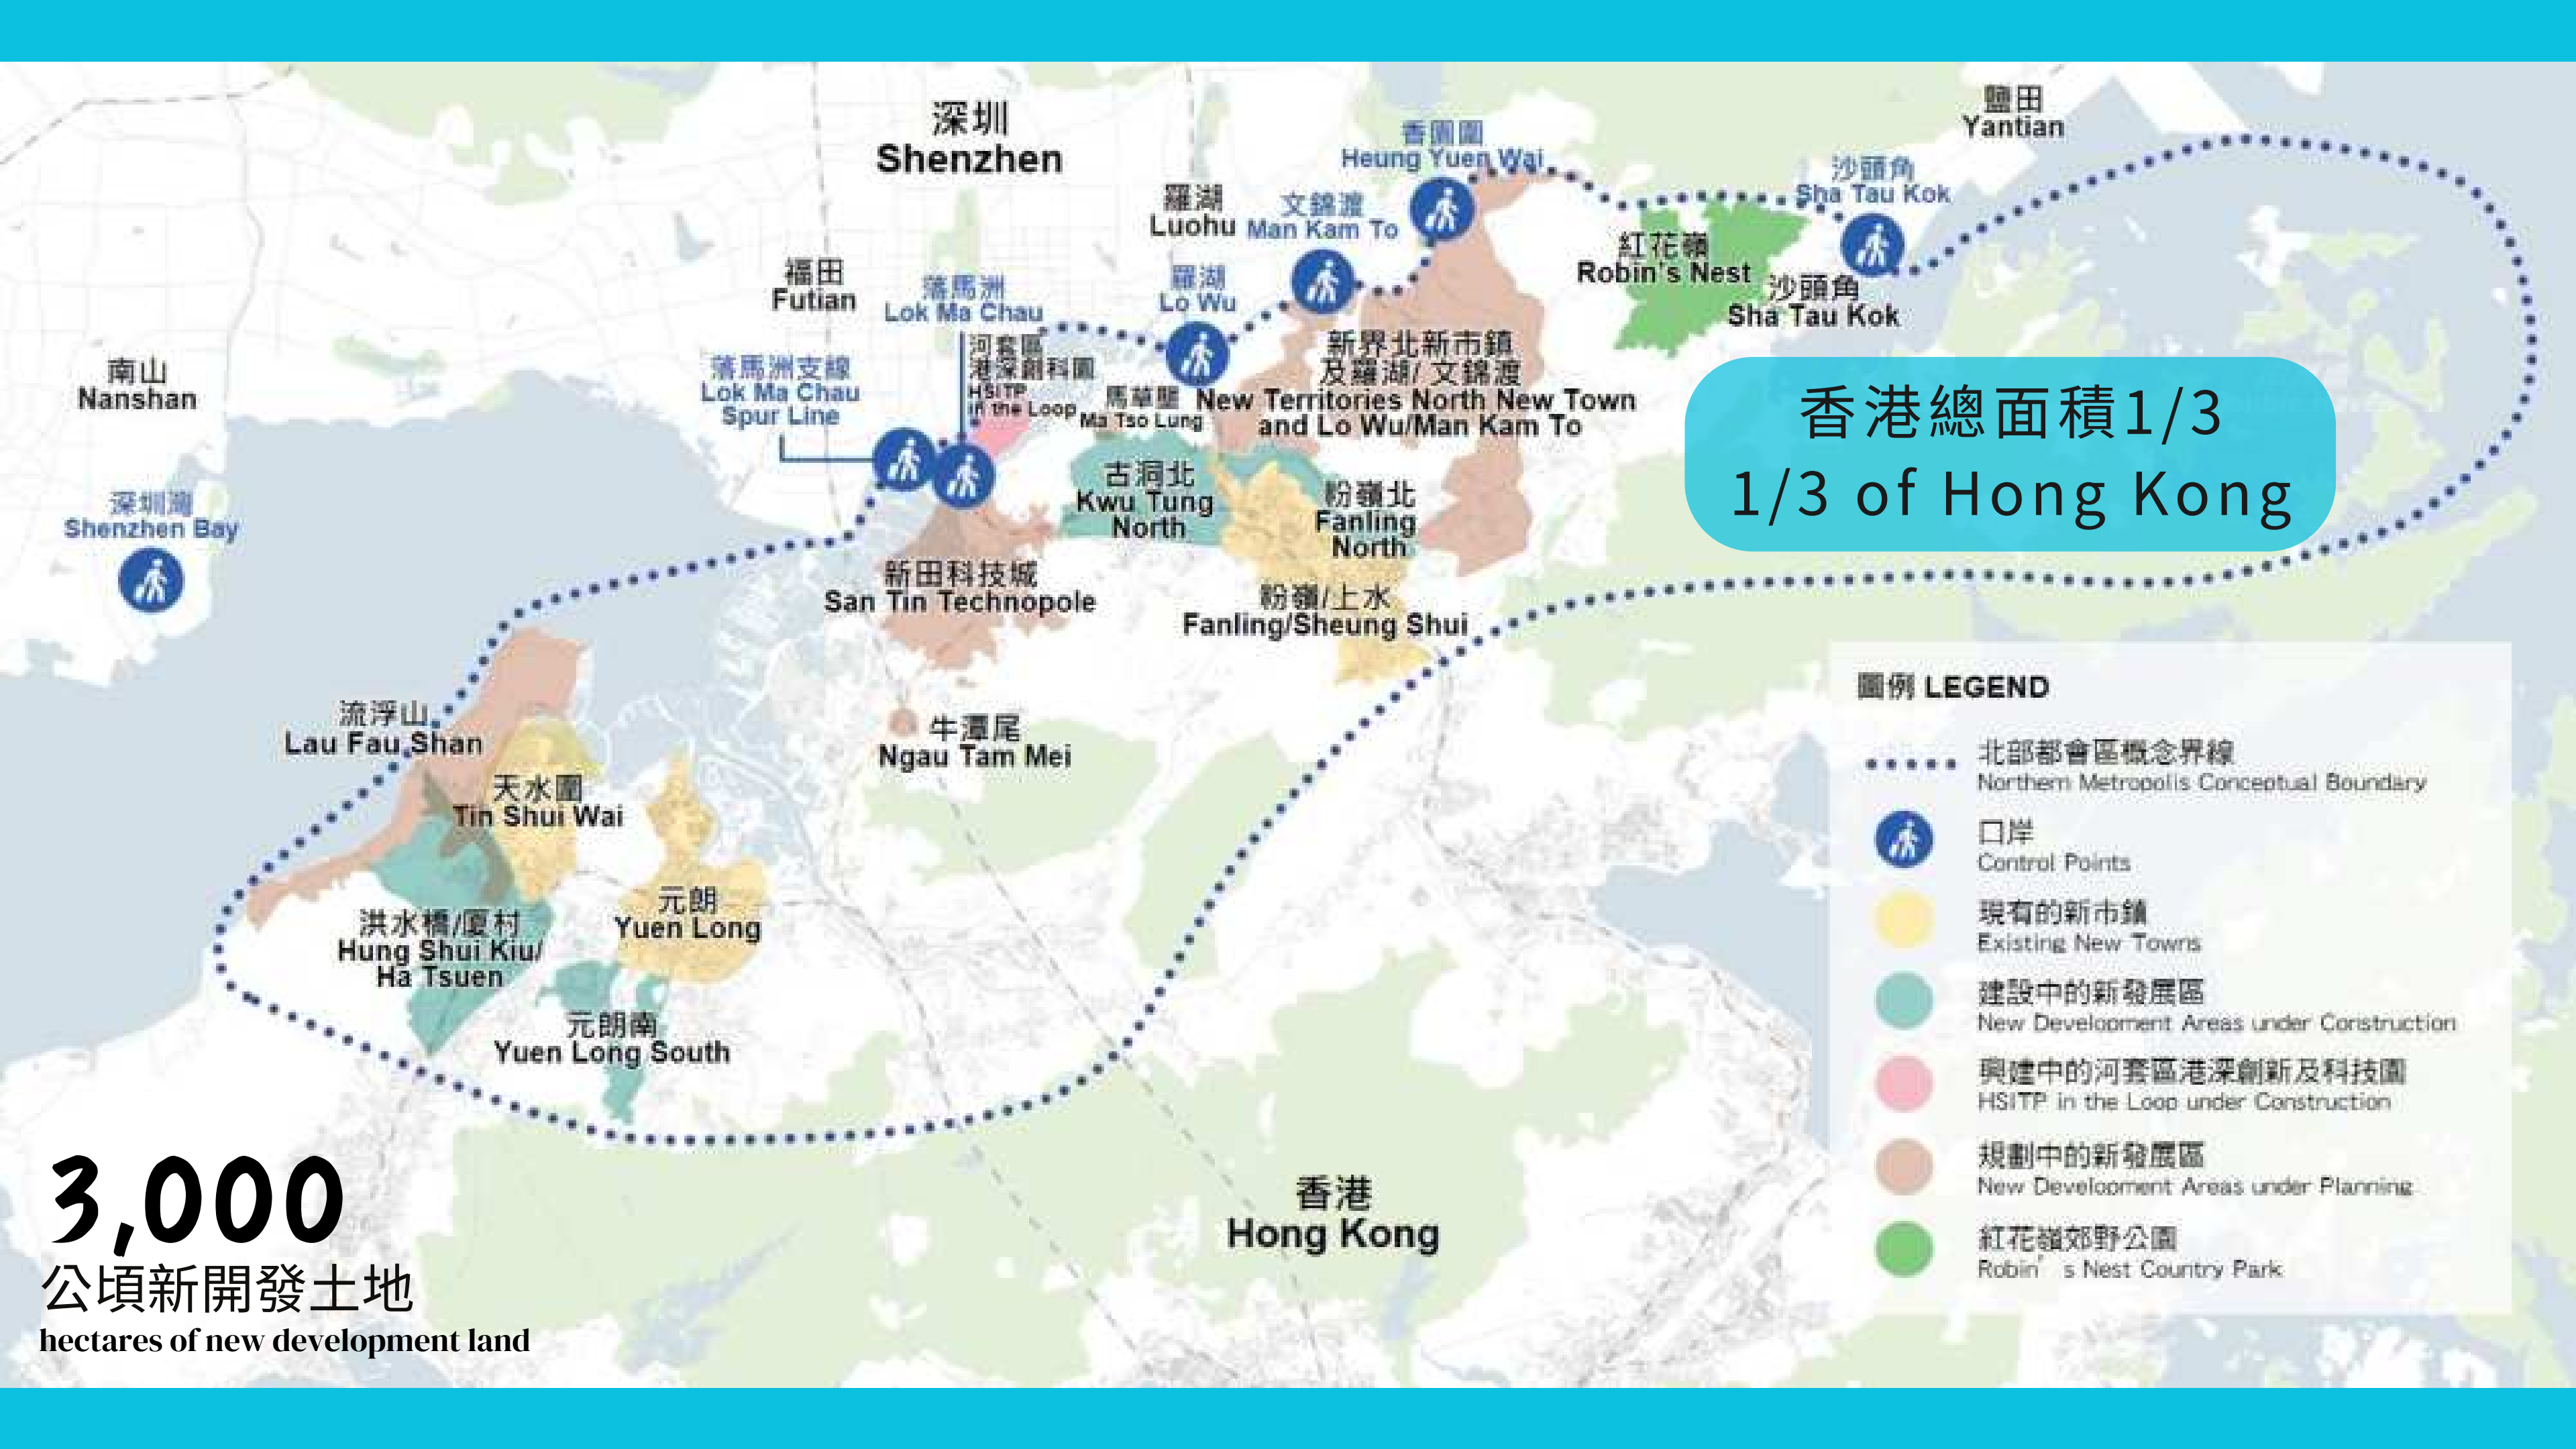 深圳
Shenzhen
鹽田
Yantian
香園圍
Heung Yuen Wai
沙頭角
Sha Tau Kok
羅湖
Luohu
文錦渡
Man Kam To
紅花嶺
Robin's Nest
沙頭角
Sha Tau Kok
福田
Futian
落馬洲
Lok Ma Chau
羅湖
Lo Wu
南山
Nanshan
落馬洲支線
Lok Ma Chau
Spur Line
河套區
港深創科園
HSITP
in the Loop
馬草壟
Ma Tso Lung
新界北新市鎮
及羅湖/ 文錦渡
New Territories North New Town
and Lo Wu/Man Kam To
香港總面積1/3
1/3 of Hong Kong
深圳灣
Shenzhen Bay
古洞北
Kwu Tung
North
粉嶺北
Fanling
North
新田科技城
San Tin Technopole
粉嶺/上水
Fanling/Sheung Shui
流浮山
Lau Fau Shan
牛潭尾
Ngau Tam Mei
天水圍
Tin Shui Wai
元朗
Yuen Long
洪水橋/廈村
Hung Shui Kiu/
Ha Tsuen
元朗南
Yuen Long South
香港
Hong Kong
3,000
公頃新開發土地
hectares of new development land
圖例 LEGEND
北部都會區概念界線
Northern Metropolis Conceptual Boundary
口岸
Control Points
現有的新市鎮
Existing New Towns
建設中的新發展區
New Development Areas under Construction
興建中的河套區港深創新及科技園
HSITP in the Loop under Construction
規劃中的新發展區
New Development Areas under Planning
紅花嶺郊野公園
Robin's Nest Country Park